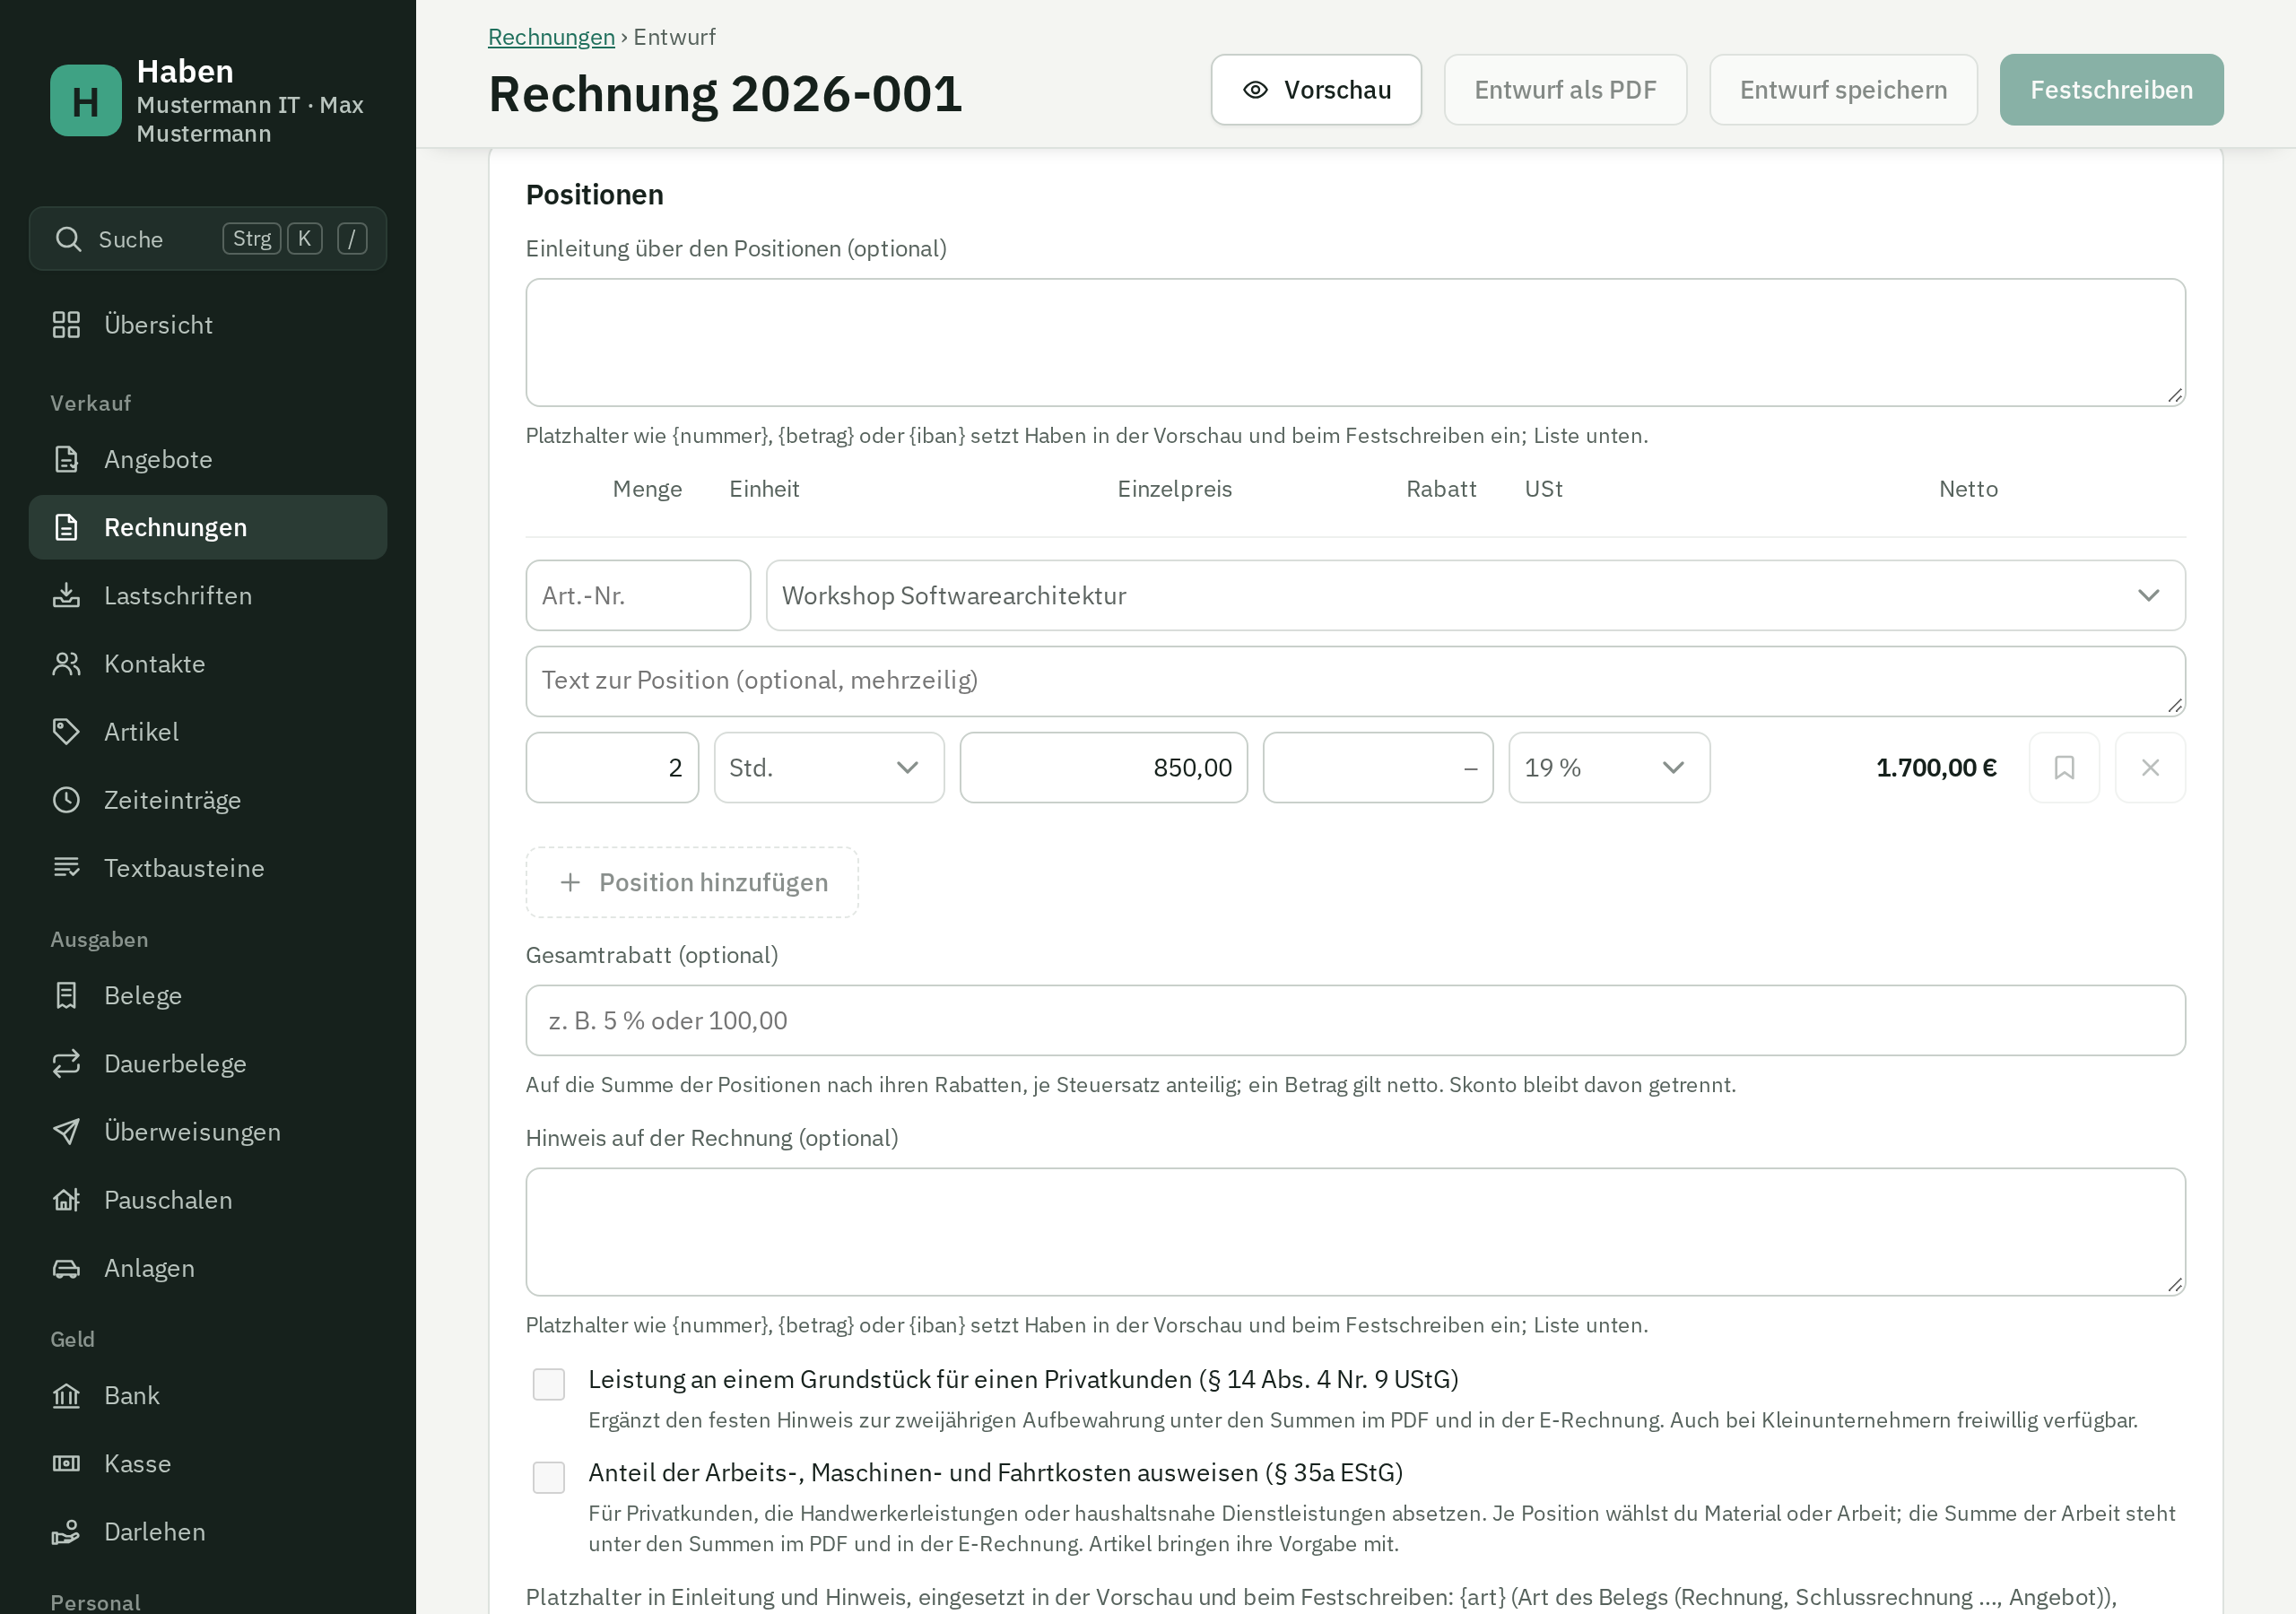 H
Haben
Mustermann IT · Max
Mustermann
Suche Strg K /
Übersicht
Verkauf
Angebote
Rechnungen
Lastschriften
Kontakte
Artikel
Zeiteinträge
Textbausteine
Ausgaben
Belege
Dauerbelege
Überweisungen
Pauschalen
Anlagen
Geld
Bank
Kasse
Darlehen
Personal
Rechnungen › Entwurf
Rechnung 2026-001
Vorschau
Entwurf als PDF
Entwurf speichern
Festschreiben
Positionen
Einleitung über den Positionen (optional)
Platzhalter wie {nummer}, {betrag} oder {iban} setzt Haben in der Vorschau und beim Festschreiben ein; Liste unten.
Menge Einheit Einzelpreis Rabatt USt Netto
Art.-Nr. Workshop Softwarearchitektur
Text zur Position (optional, mehrzeilig)
2 Std. 850,00 – 19 % 1.700,00 €
Position hinzufügen
Gesamtrabatt (optional)
z. B. 5 % oder 100,00
Auf die Summe der Positionen nach ihren Rabatten, je Steuersatz anteilig; ein Betrag gilt netto. Skonto bleibt davon getrennt.
Hinweis auf der Rechnung (optional)
Platzhalter wie {nummer}, {betrag} oder {iban} setzt Haben in der Vorschau und beim Festschreiben ein; Liste unten.
Leistung an einem Grundstück für einen Privatkunden (§ 14 Abs. 4 Nr. 9 UStG)
Ergänzt den festen Hinweis zur zweijährigen Aufbewahrung unter den Summen im PDF und in der E-Rechnung. Auch bei Kleinunternehmern freiwillig verfügbar.
Anteil der Arbeits-, Maschinen- und Fahrtkosten ausweisen (§ 35a EStG)
Für Privatkunden, die Handwerkerleistungen oder haushaltsnahe Dienstleistungen absetzen. Je Position wählst du Material oder Arbeit; die Summe der Arbeit steht
unter den Summen im PDF und in der E-Rechnung. Artikel bringen ihre Vorgabe mit.
Platzhalter in Einleitung und Hinweis, eingesetzt in der Vorschau und beim Festschreiben: {art} (Art des Belegs (Rechnung, Schlussrechnung …, Angebot)),